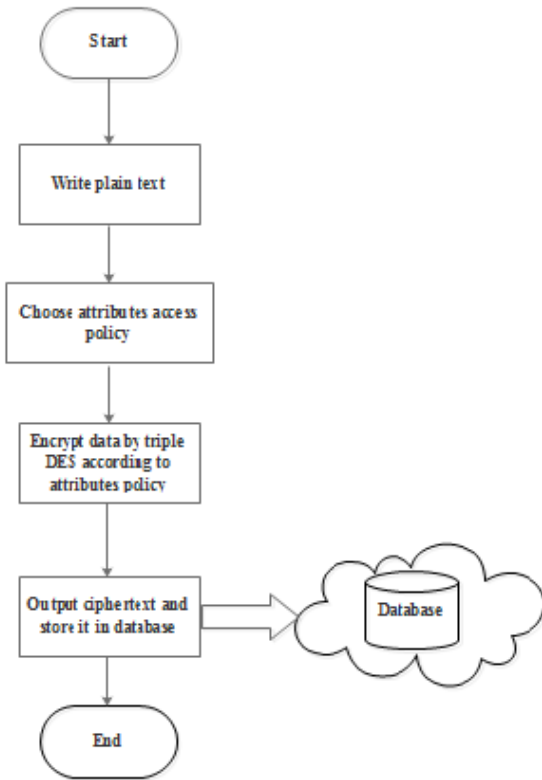 Start
Write plain text
Choose attributes access
policy
Encrypt data by triple
DES according to
attributes policy
Output ciphertext and
store it in database
Database
End